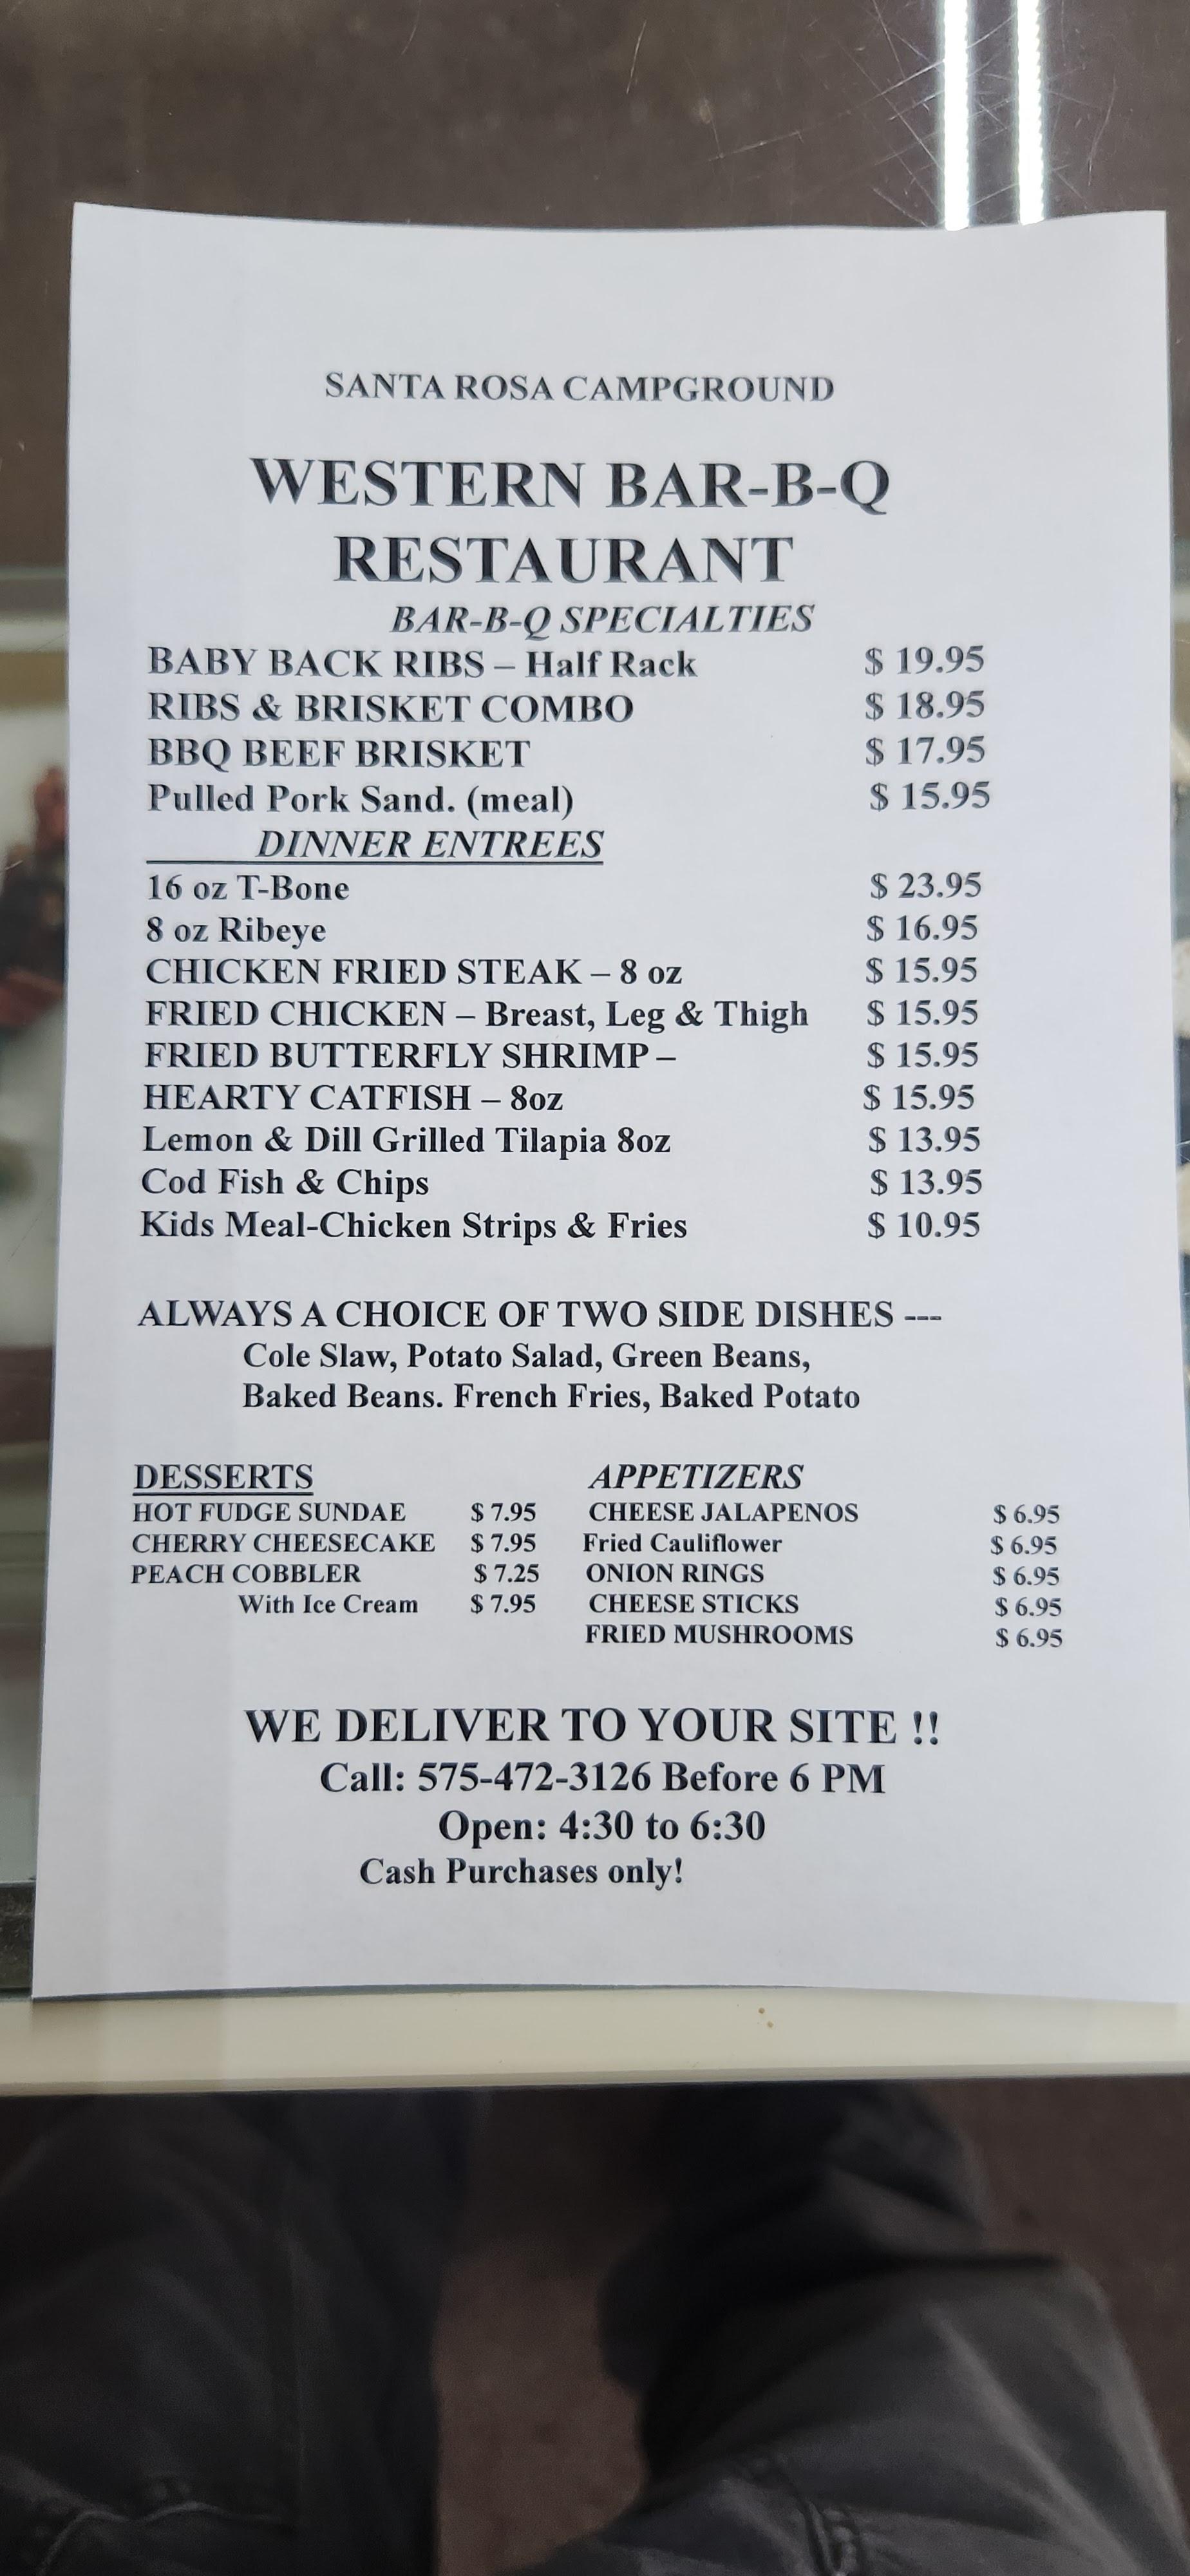 SANTA ROSA CAMPGROUND
WESTERN BAR-B-Q
RESTAURANT
BAR-B-Q SPECIALTIES
BABY BACK RIBS – Half Rack $ 19.95
RIBS & BRISKET COMBO $ 18.95
BBQ BEEF BRISKET $ 17.95
Pulled Pork Sand. (meal) $ 15.95
DINNER ENTREES
16 oz T-Bone $ 23.95
8 oz Ribeye $ 16.95
CHICKEN FRIED STEAK – 8 oz $ 15.95
FRIED CHICKEN – Breast, Leg & Thigh $ 15.95
FRIED BUTTERFLY SHRIMP – $ 15.95
HEARTY CATFISH – 8oz $ 15.95
Lemon & Dill Grilled Tilapia 8oz $ 13.95
Cod Fish & Chips $ 13.95
Kids Meal-Chicken Strips & Fries $ 10.95
ALWAYS A CHOICE OF TWO SIDE DISHES ---
Cole Slaw, Potato Salad, Green Beans,
Baked Beans. French Fries, Baked Potato
DESSERTS
HOT FUDGE SUNDAE $ 7.95
CHERRY CHEESECAKE $ 7.95
PEACH COBBLER $ 7.25
With Ice Cream $ 7.95
APPETIZERS
CHEESE JALAPENOS $ 6.95
Fried Cauliflower $ 6.95
ONION RINGS $ 6.95
CHEESE STICKS $ 6.95
FRIED MUSHROOMS $ 6.95
WE DELIVER TO YOUR SITE !!
Call: 575-472-3126 Before 6 PM
Open: 4:30 to 6:30
Cash Purchases only!